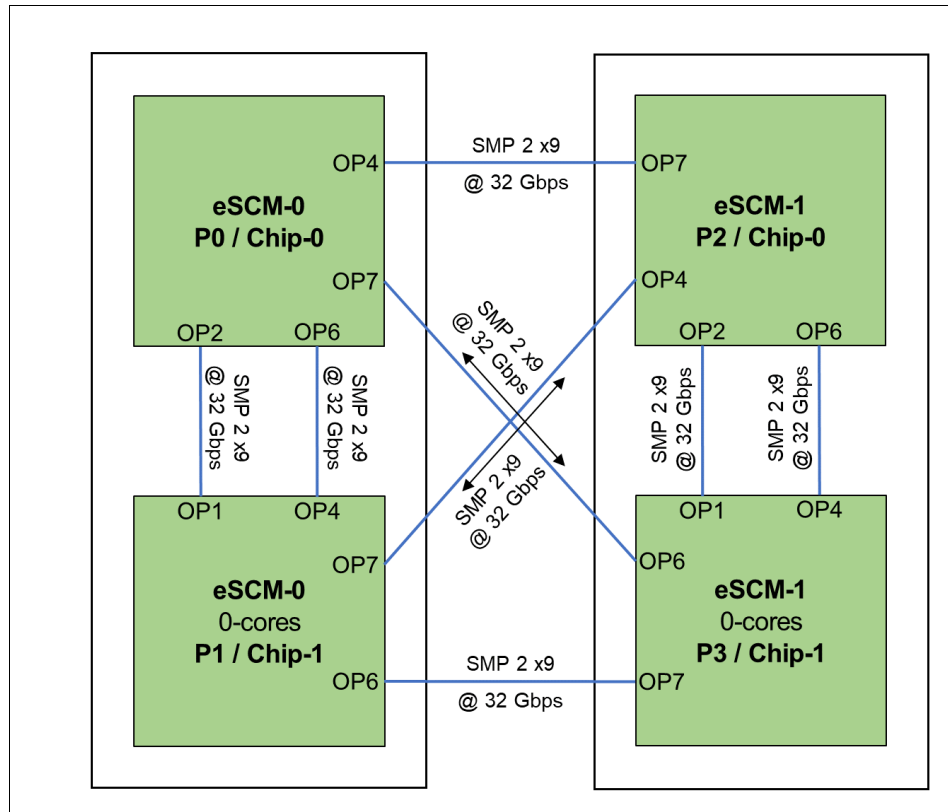 OP4
SMP 2 x9
@ 32 Gbps
OP7
eSCM-0
P0 / Chip-0
eSCM-1
P2 / Chip-0
OP7
OP4
SMP 2 x9
@ 32 Gbps
OP2
OP6
OP2
OP6
SMP 2 x9
@ 32 Gbps
SMP 2 x9
@ 32 Gbps
SMP 2 x9
@ 32 Gbps
SMP 2 x9
@ 32 Gbps
SMP 2 x9
@ 32 Gbps
OP1
OP4
OP1
OP4
OP7
OP6
eSCM-0
0-cores
P1 / Chip-1
eSCM-1
0-cores
P3 / Chip-1
OP6
SMP 2 x9
@ 32 Gbps
OP7